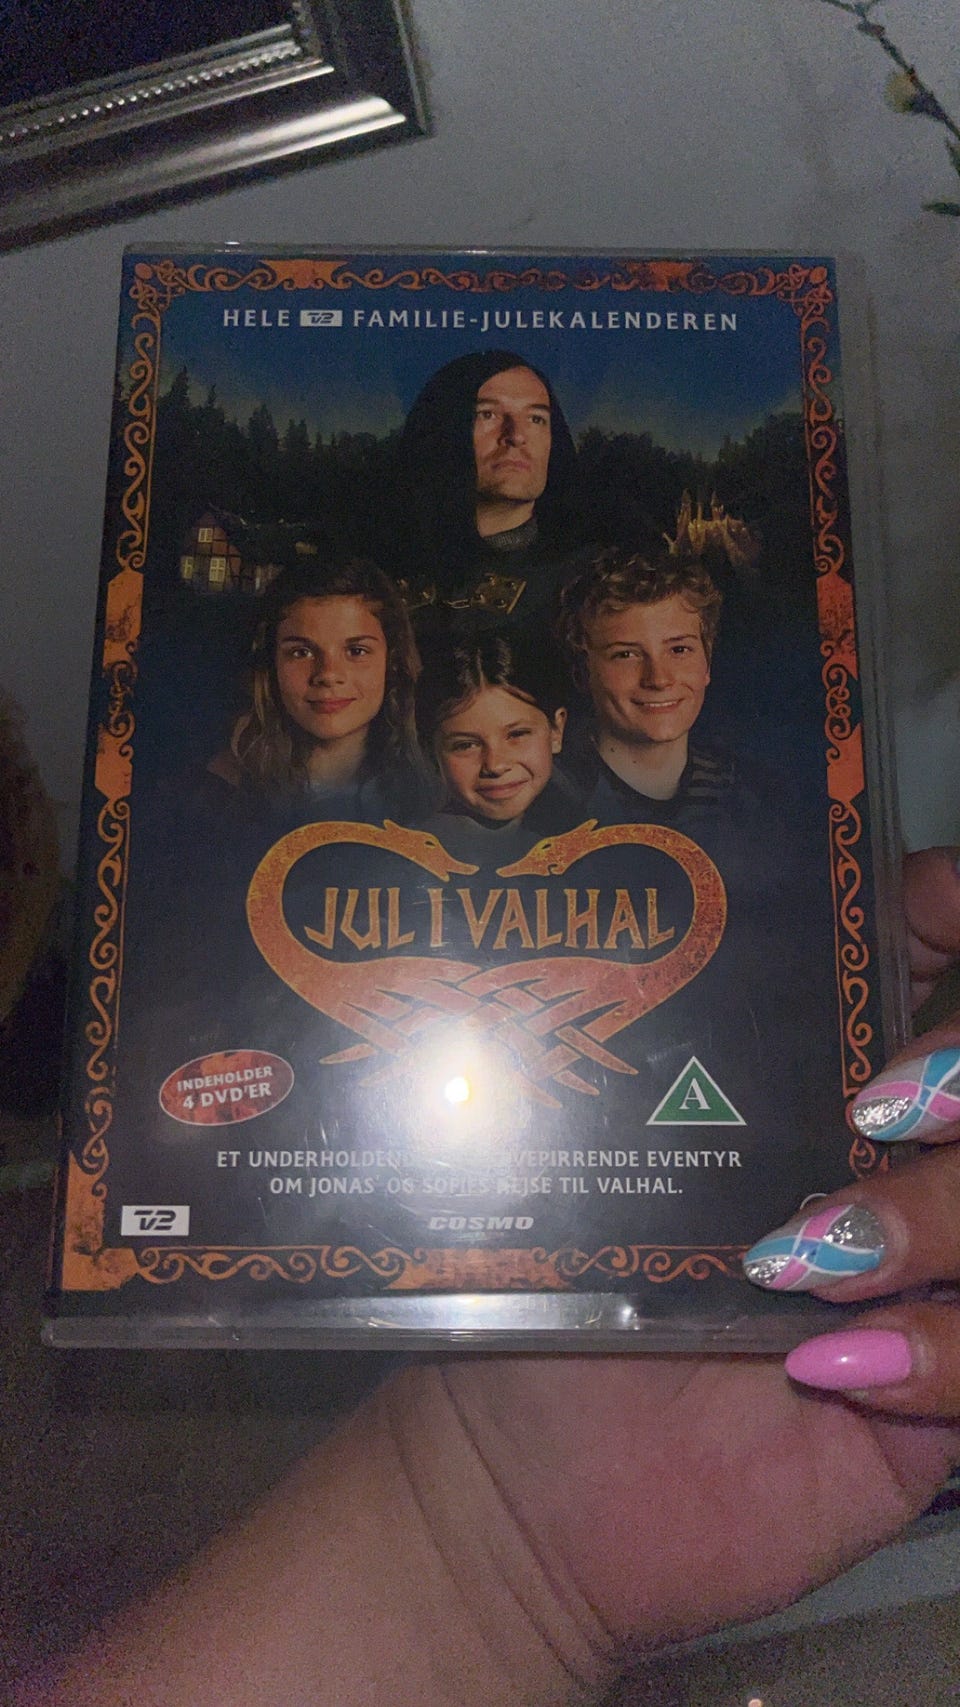 HELE TV2 FAMILIE-JULEKALENDEREN
JUL I VALHAL
INDEHOLDER
4 DVD'ER
A
ET UNDERHOLDENDE EVENTYR
OM JONAS' OG SOFIES REJSE TIL VALHAL.
TV2
COSMO